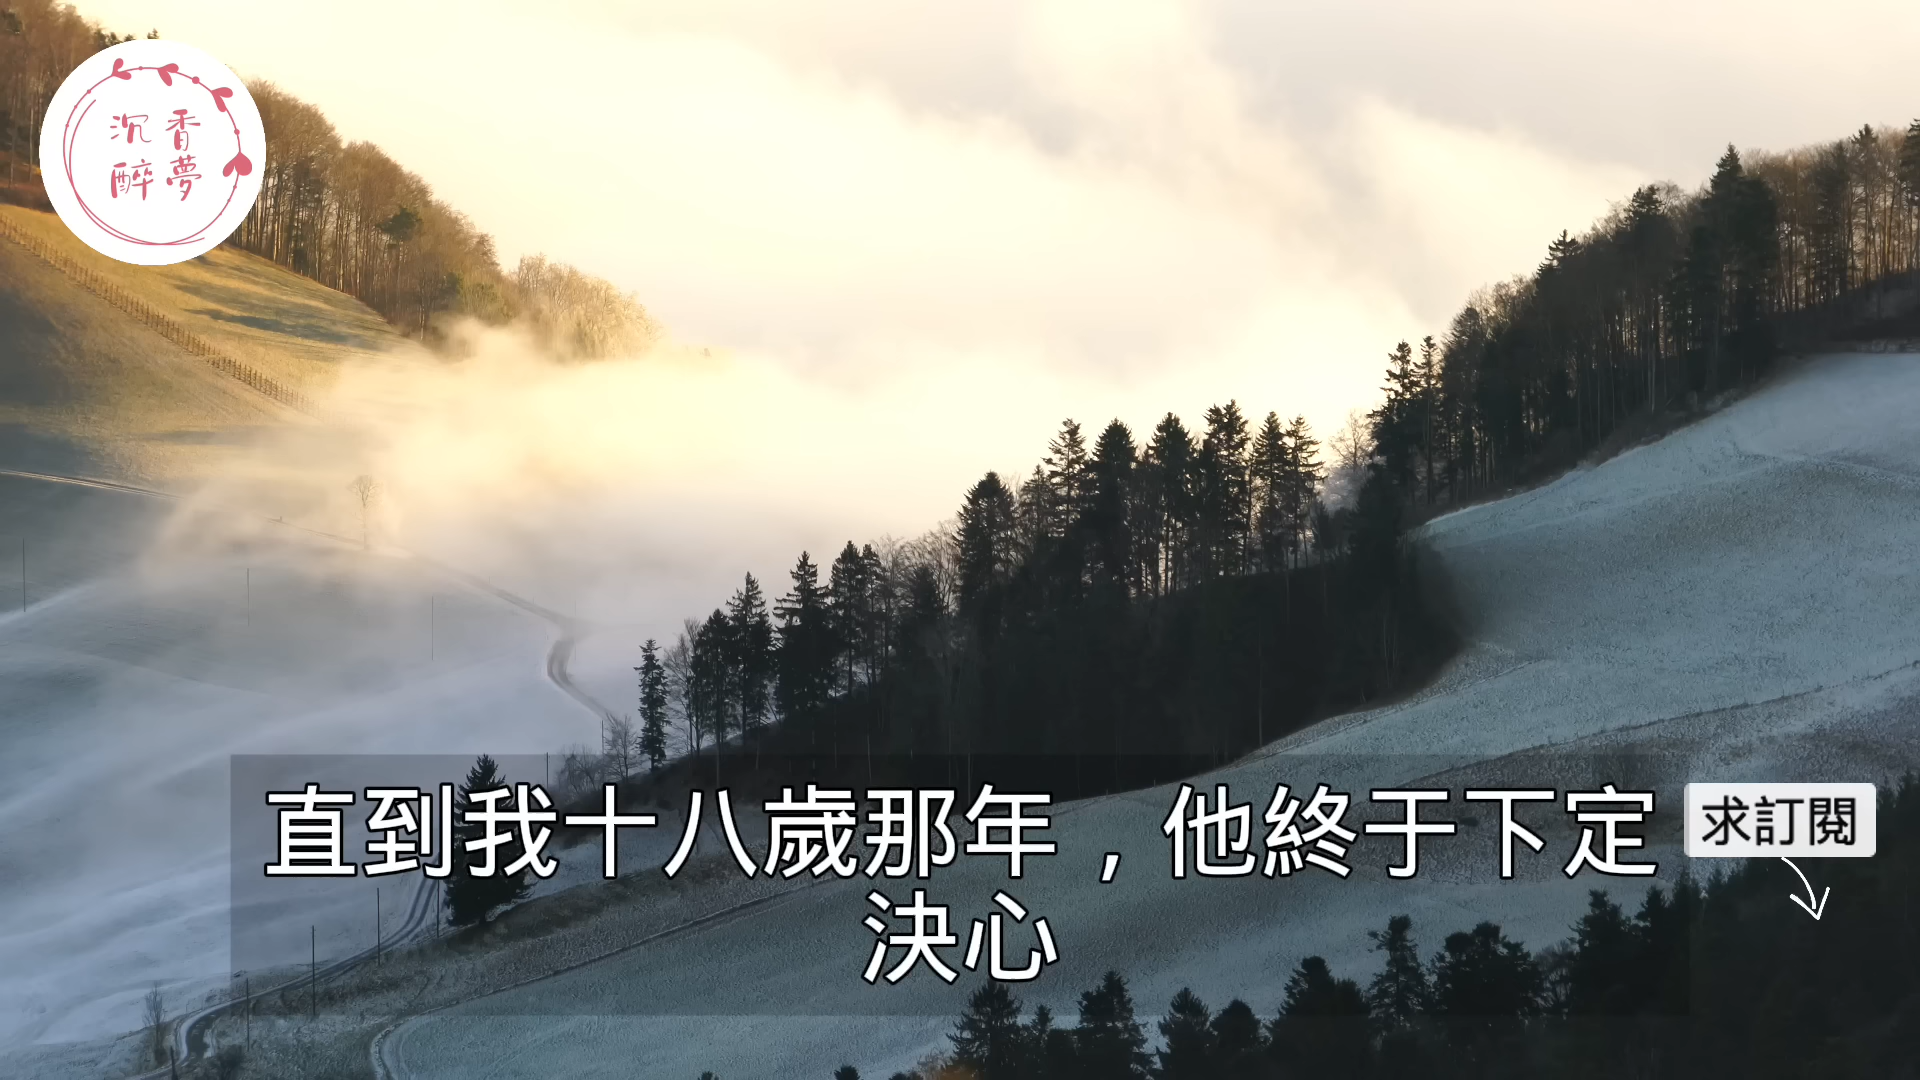 沉香
醉夢
直到我十八歲那年，他終于下定
決心
求訂閱